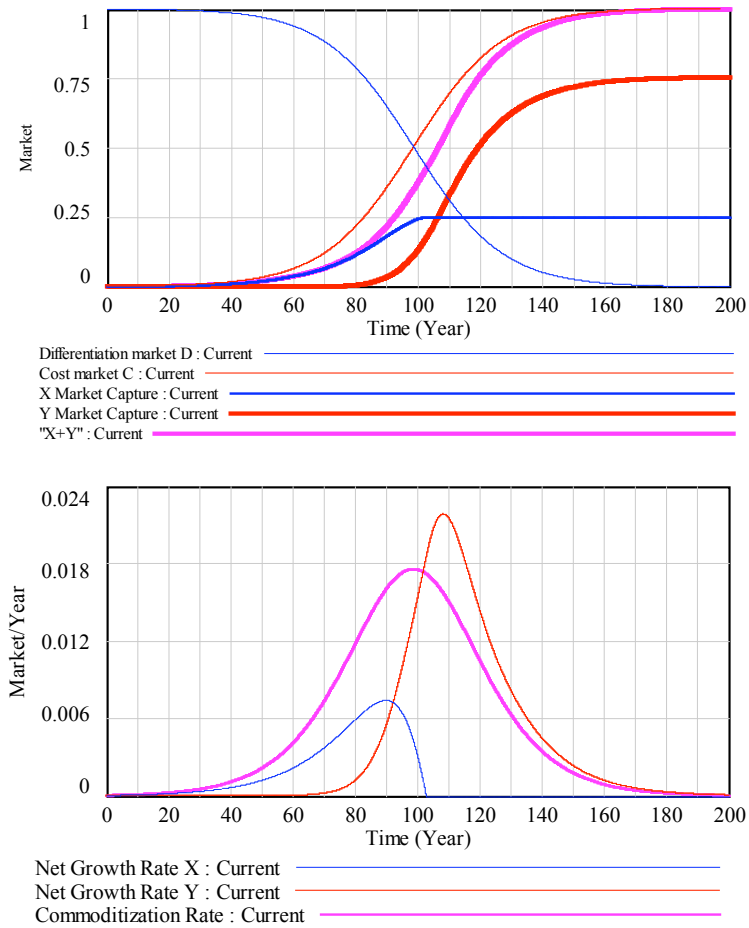 1
0.75
0.5
0.25
0
Market
0 20 40 60 80 100 120 140 160 180 200
Time (Year)
Differentiation market D : Current
Cost market C : Current
X Market Capture : Current
Y Market Capture : Current
"X+Y" : Current
0.024
0.018
0.012
0.006
0
Market/Year
0 20 40 60 80 100 120 140 160 180 200
Time (Year)
Net Growth Rate X : Current
Net Growth Rate Y : Current
Commoditization Rate : Current